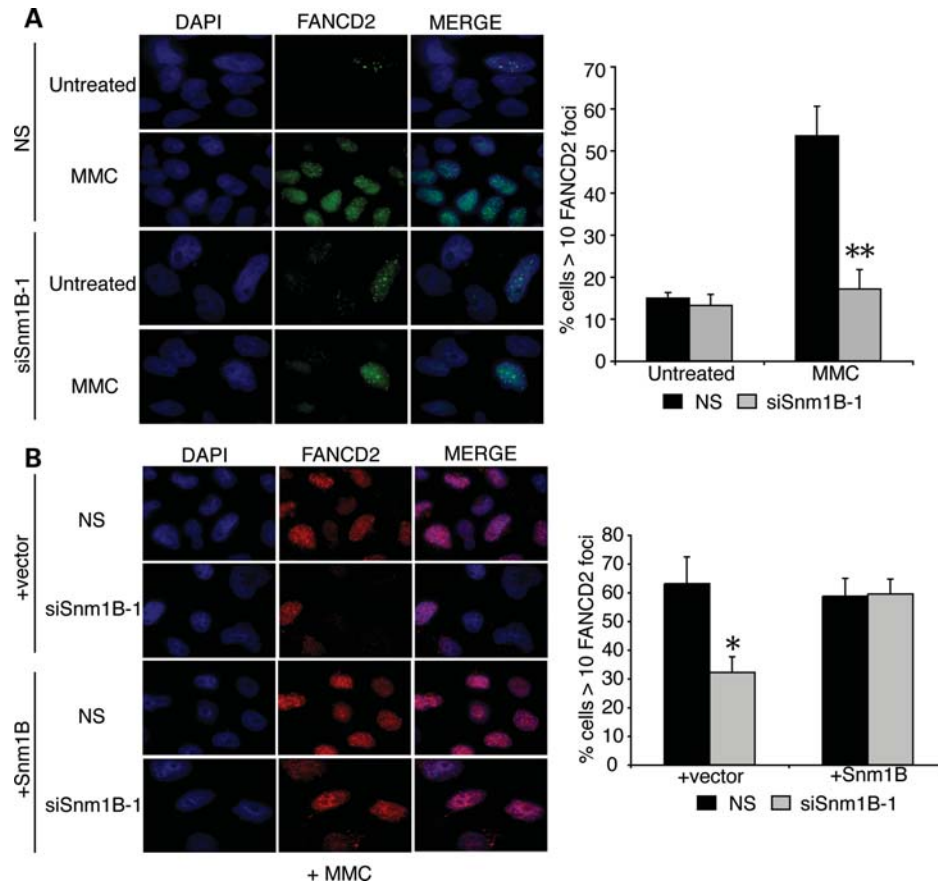 A
DAPI FANCD2 MERGE
NS
Untreated
MMC
siSnm1B-1
Untreated
MMC
% cells > 10 FANCD2 foci
70
60
50
40
30
20
10
0
**
Untreated MMC
NS siSnm1B-1
B
DAPI FANCD2 MERGE
+vector
NS
siSnm1B-1
+Snm1B
NS
siSnm1B-1
+ MMC
% cells > 10 FANCD2 foci
80
70
60
50
40
30
20
10
0
*
+vector +Snm1B
NS siSnm1B-1